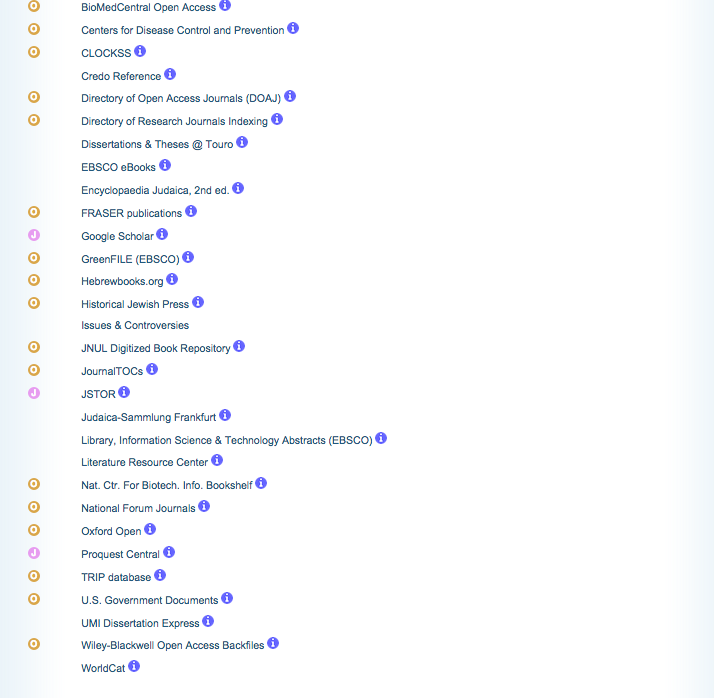 BioMedCentral Open Access
Centers for Disease Control and Prevention
CLOCKSS
Credo Reference
Directory of Open Access Journals (DOAJ)
Directory of Research Journals Indexing
Dissertations & Theses @ Touro
EBSCO eBooks
Encyclopaedia Judaica, 2nd ed.
FRASER publications
J Google Scholar
GreenFILE (EBSCO)
Hebrewbooks.org
Historical Jewish Press
Issues & Controversies
JNUL Digitized Book Repository
JournalTOCs
J JSTOR
Judaica-Sammlung Frankfurt
Library, Information Science & Technology Abstracts (EBSCO)
Literature Resource Center
Nat. Ctr. For Biotech. Info. Bookshelf
National Forum Journals
Oxford Open
J Proquest Central
TRIP database
U.S. Government Documents
UMI Dissertation Express
Wiley-Blackwell Open Access Backfiles
WorldCat